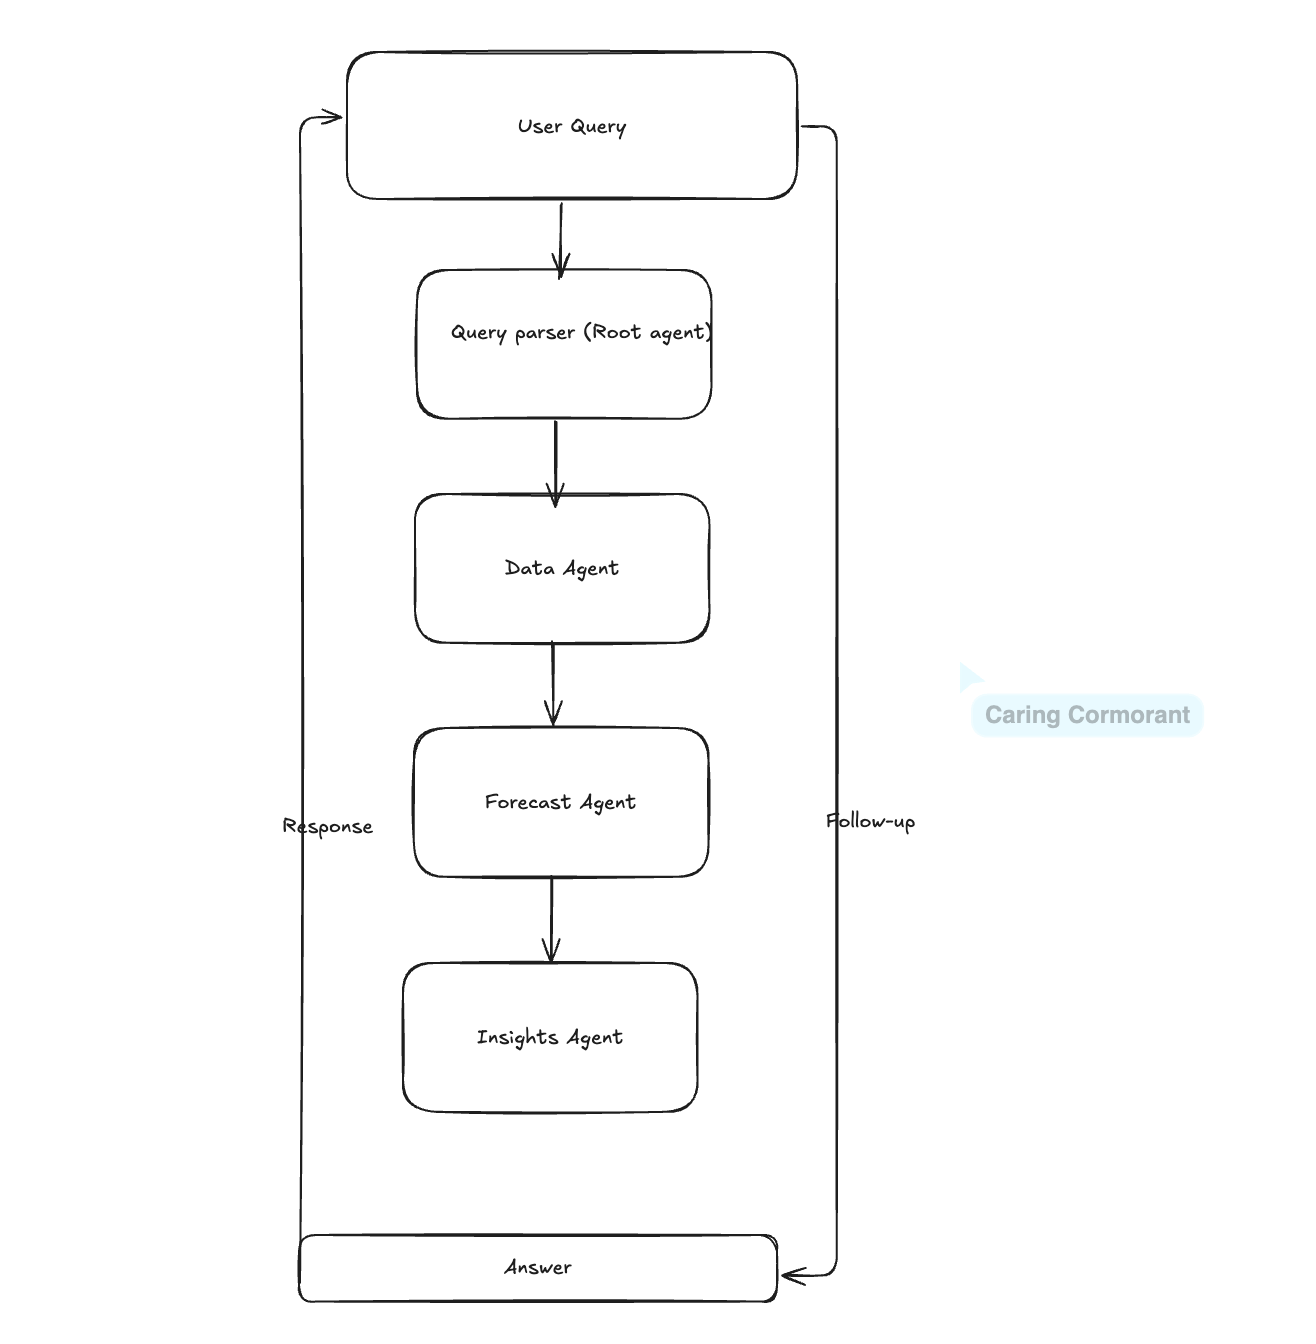 User Query
Query parser (Root agent)
Data Agent
Caring Cormorant
Forecast Agent
Response
Follow-up
Insights Agent
Answer